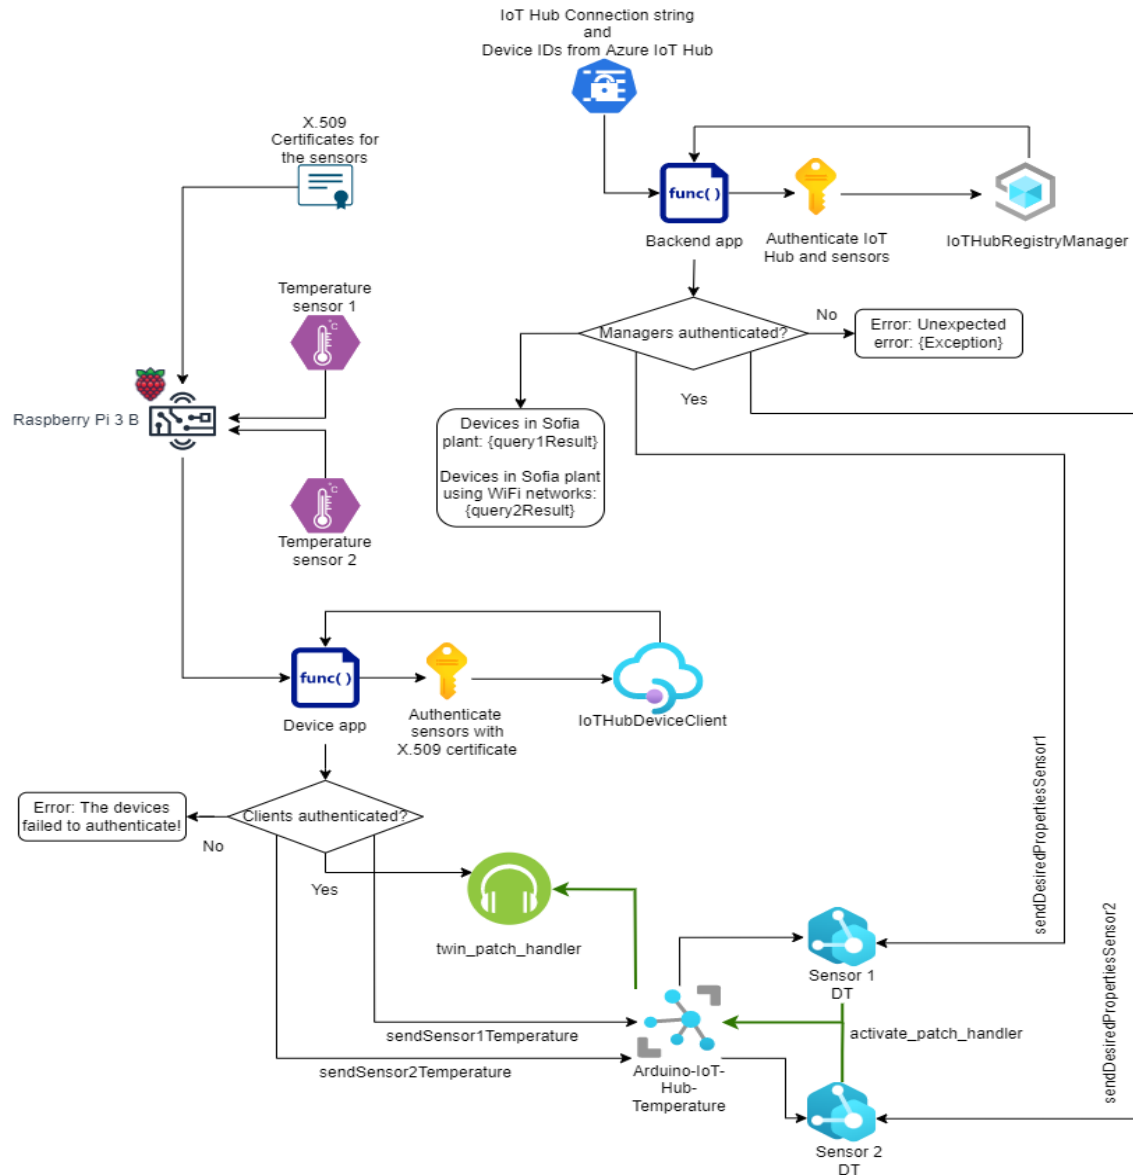 IoT Hub Connection string
and
Device IDs from Azure IoT Hub
X.509
Certificates for
the sensors
func()
Backend app
Authenticate IoT
Hub and sensors
IoTHubRegistryManager
Temperature
sensor 1
°C
Managers authenticated?
No
Error: Unexpected
error: {Exception}
Yes
Raspberry Pi 3 B
Devices in Sofia
plant: {query1Result}
Devices in Sofia plant
using WiFi networks:
{query2Result}
°C
Temperature
sensor 2
func()
Device app
Authenticate
sensors with
X.509 certificate
IoTHubDeviceClient
Error: The devices
failed to authenticate!
Clients authenticated?
No
Yes
twin_patch_handler
sendDesiredPropertiesSensor1
sendDesiredPropertiesSensor2
Sensor 1
DT
sendSensor1Temperature
activate_patch_handler
sendSensor2Temperature
Arduino-IoT-
Hub-
Temperature
Sensor 2
DT